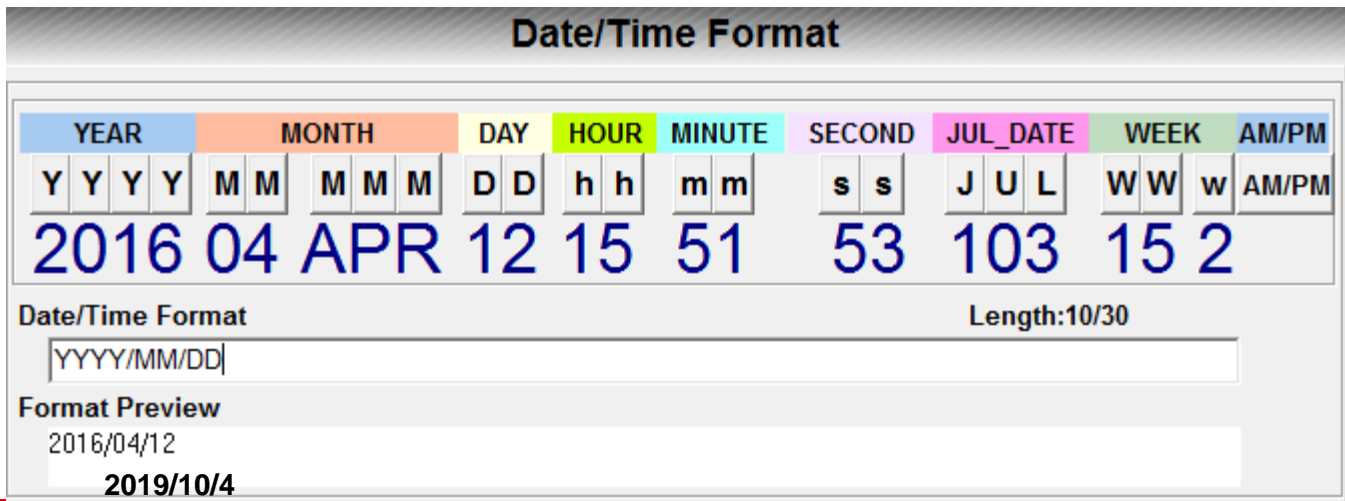 Date/Time Format
YEAR MONTH DAY HOUR MINUTE SECOND JUL_DATE WEEK AM/PM
Y Y Y Y M M M M M D D h h m m s s J U L W W w AM/PM
2016 04 APR 12 15 51 53 103 15 2
Date/Time Format Length:10/30
YYYY/MM/DD
Format Preview
2016/04/12
2019/10/4